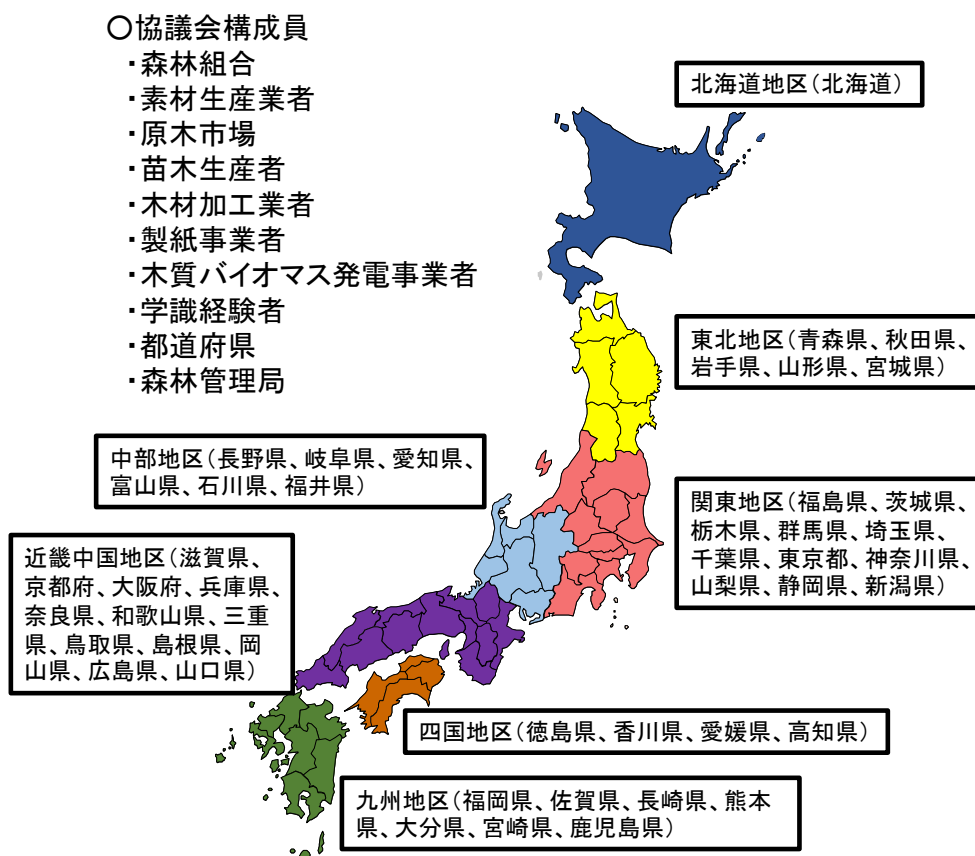 〇協議会構成員
・森林組合
・素材生産業者
・原木市場
・苗木生産者
・木材加工業者
・製紙事業者
・木質バイオマス発電事業者
・学識経験者
・都道府県
・森林管理局
北海道地区(北海道)
東北地区(青森県、秋田県、
岩手県、山形県、宮城県)
中部地区(長野県、岐阜県、愛知県、
富山県、石川県、福井県)
関東地区(福島県、茨城県、
栃木県、群馬県、埼玉県、
千葉県、東京都、神奈川県、
山梨県、静岡県、新潟県)
近畿中国地区(滋賀県、
京都府、大阪府、兵庫県、
奈良県、和歌山県、三重
県、鳥取県、島根県、岡
山県、広島県、山口県)
四国地区(徳島県、香川県、愛媛県、高知県)
九州地区(福岡県、佐賀県、長崎県、熊本
県、大分県、宮崎県、鹿児島県)